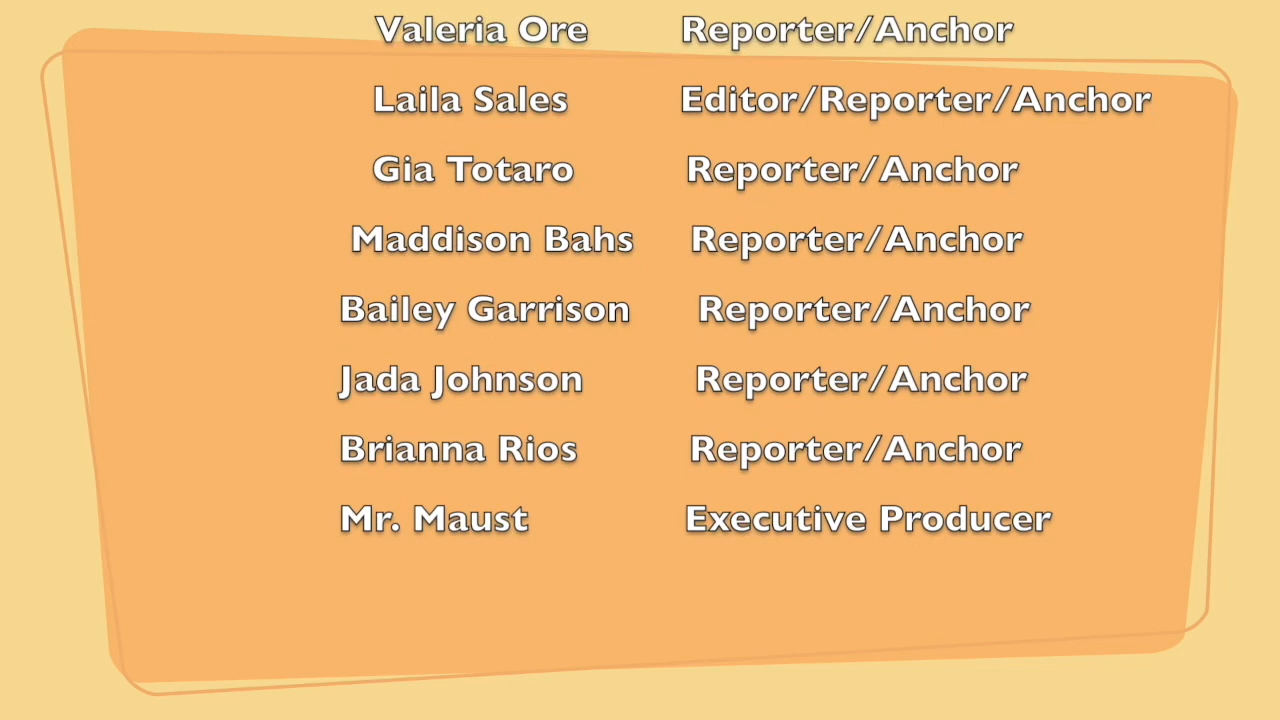 Valeria Ore Reporter/Anchor
Laila Sales Editor/Reporter/Anchor
Gia Totaro Reporter/Anchor
Maddison Bahs Reporter/Anchor
Bailey Garrison Reporter/Anchor
Jada Johnson Reporter/Anchor
Brianna Rios Reporter/Anchor
Mr. Maust Executive Producer